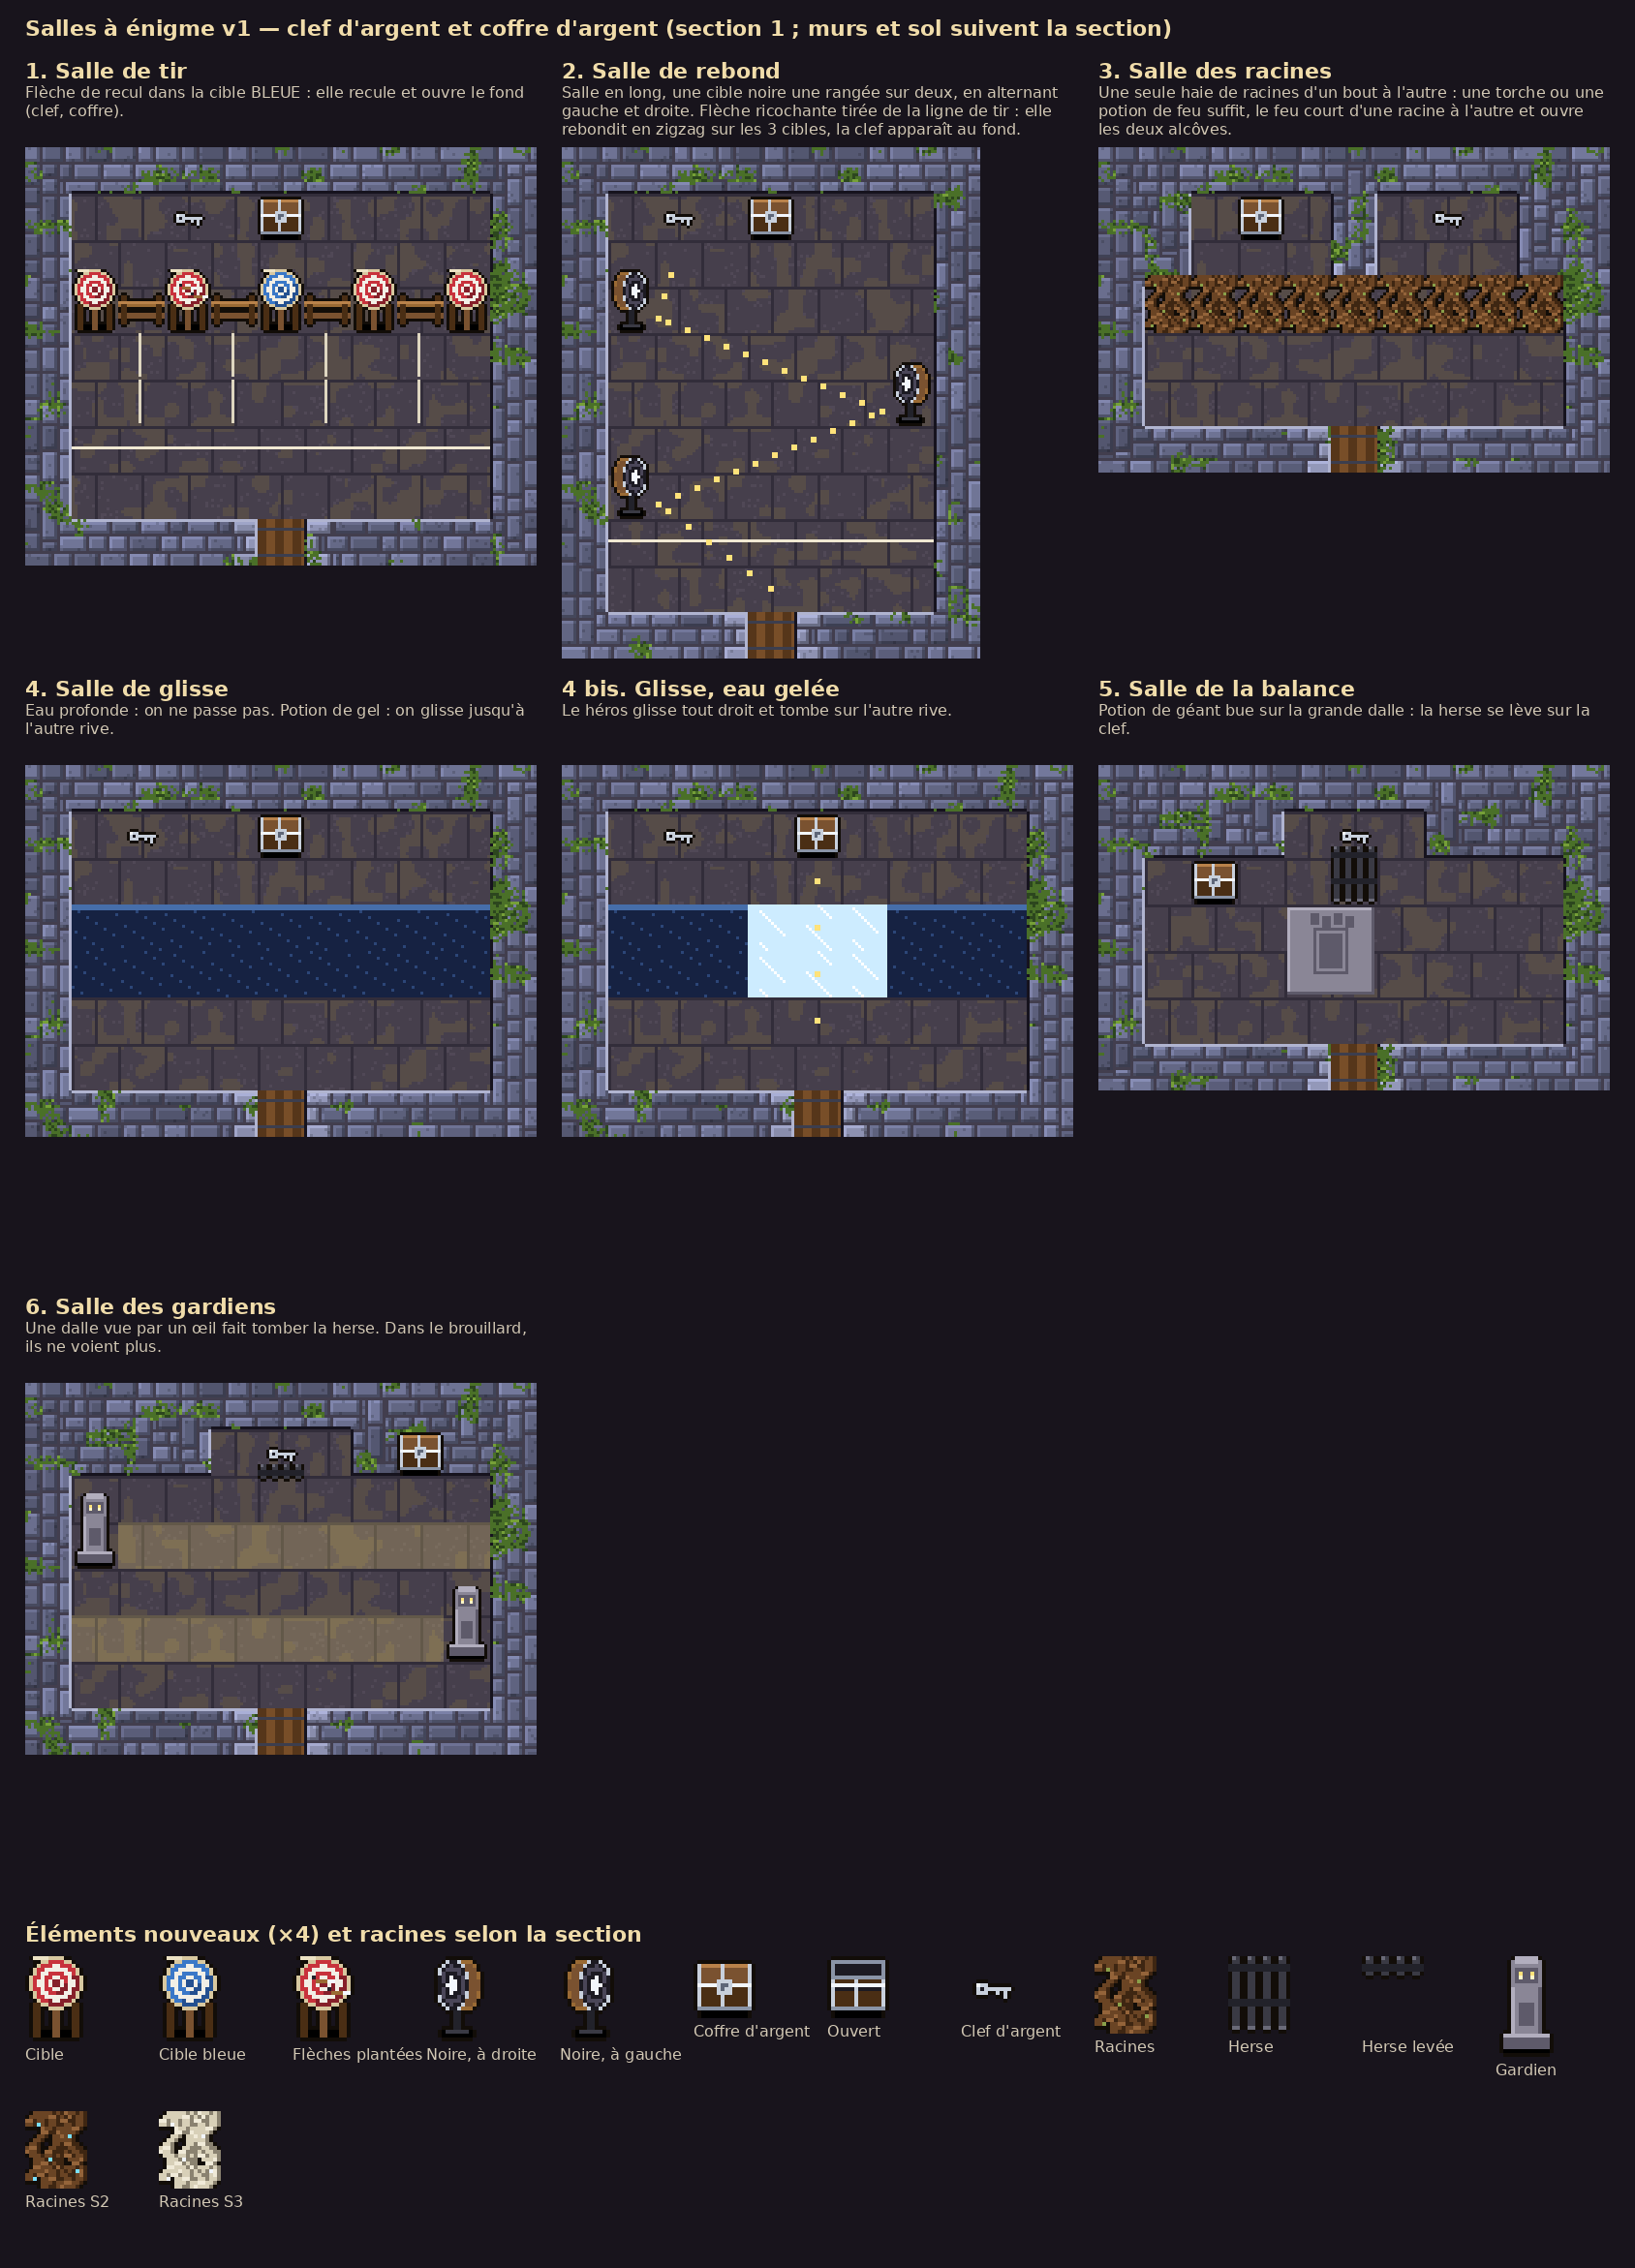 Salles à énigme v1 — clef d'argent et coffre d'argent (section 1 ; murs et sol suivent la section)
1. Salle de tir
Flèche de recul dans la cible BLEUE : elle recule et ouvre le fond
(clef, coffre).
2. Salle de rebond
Salle en long, une cible noire une rangée sur deux, en alternant
gauche et droite. Flèche ricochante tirée de la ligne de tir : elle
rebondit en zigzag sur les 3 cibles, la clef apparaît au fond.
3. Salle des racines
Une seule haie de racines d'un bout à l'autre : une torche ou une
potion de feu suffit, le feu court d'une racine à l'autre et ouvre
les deux alcôves.
4. Salle de glisse
Eau profonde : on ne passe pas. Potion de gel : on glisse jusqu'à
l'autre rive.
4 bis. Glisse, eau gelée
Le héros glisse tout droit et tombe sur l'autre rive.
5. Salle de la balance
Potion de géant bue sur la grande dalle : la herse se lève sur la
clef.
6. Salle des gardiens
Une dalle vue par un œil fait tomber la herse. Dans le brouillard,
ils ne voient plus.
Éléments nouveaux (×4) et racines selon la section
Cible
Cible bleue
Flèches plantées
Noire, à droite
Noire, à gauche
Coffre d'argent
Ouvert
Clef d'argent
Racines
Herse
Herse levée
Gardien
Racines S2
Racines S3